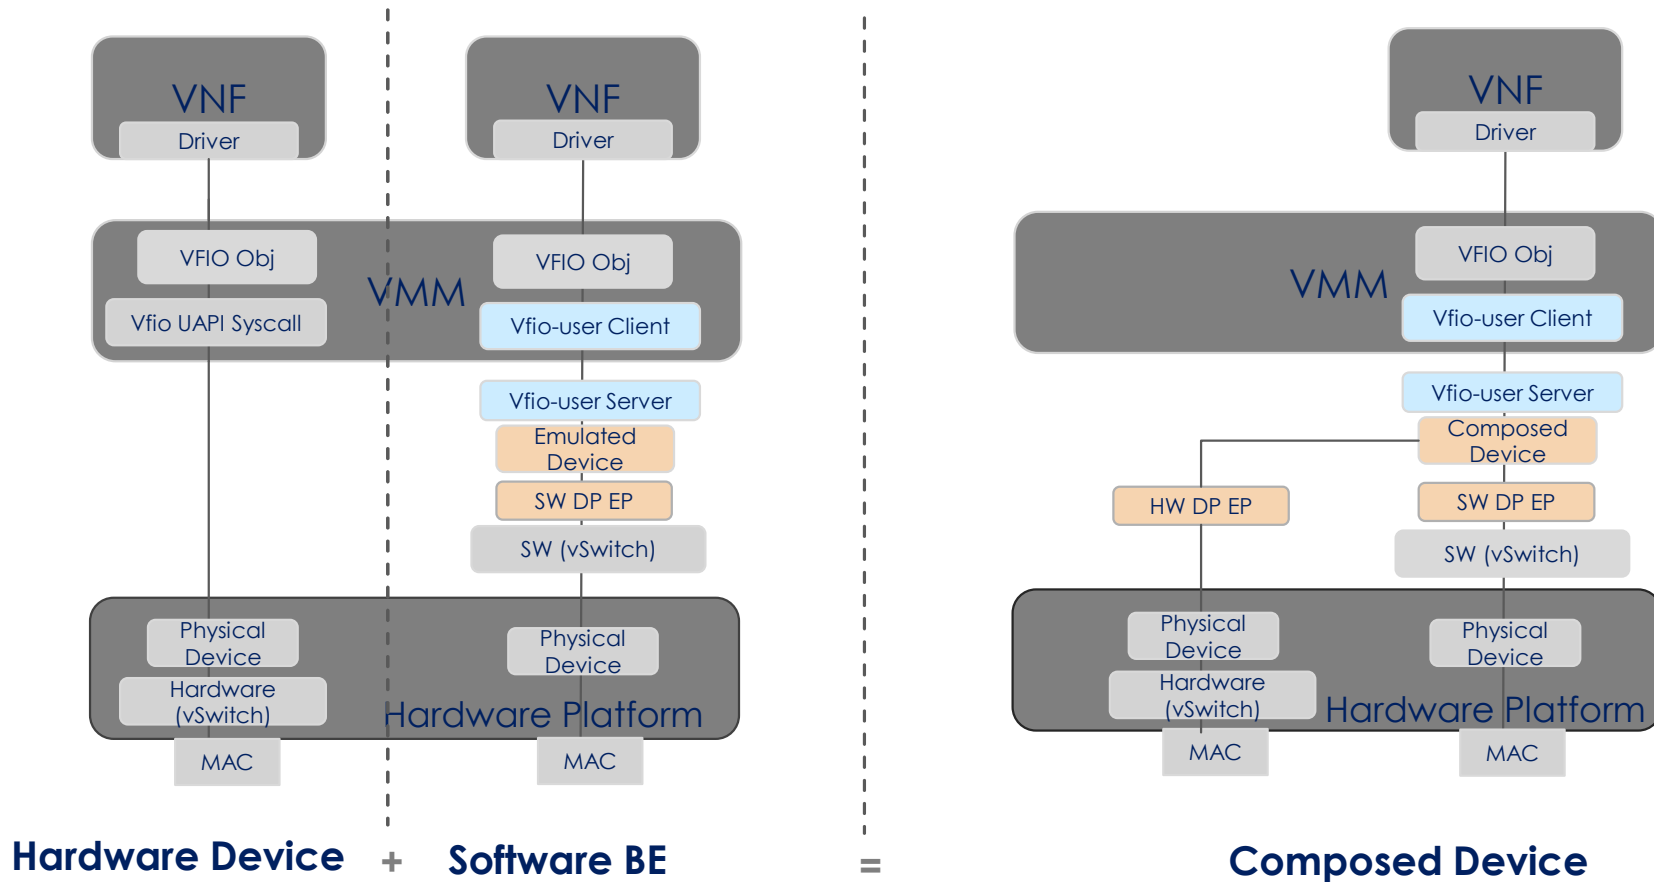 VNF
Driver
VFIO Obj
Vfio UAPI Syscall
VNF
Driver
VMM
VFIO Obj
Vfio-user Client
Vfio-user Server
Emulated
Device
SW DP EP
SW (vSwitch)
Physical
Device
Hardware
(vSwitch)
MAC
Physical
Device
Hardware Platform
MAC
VNF
Driver
VMM
VFIO Obj
Vfio-user Client
Vfio-user Server
Composed
Device
HW DP EP
SW DP EP
SW (vSwitch)
Physical
Device
Hardware
(vSwitch)
MAC
Physical
Device
Hardware Platform
MAC
Hardware Device + Software BE = Composed Device